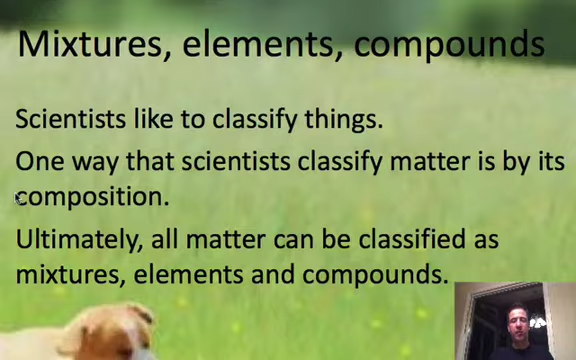 Mixtures, elements, compounds
Scientists like to classify things.
One way that scientists classify matter is by its
composition.
Ultimately, all matter can be classified as
mixtures, elements and compounds.